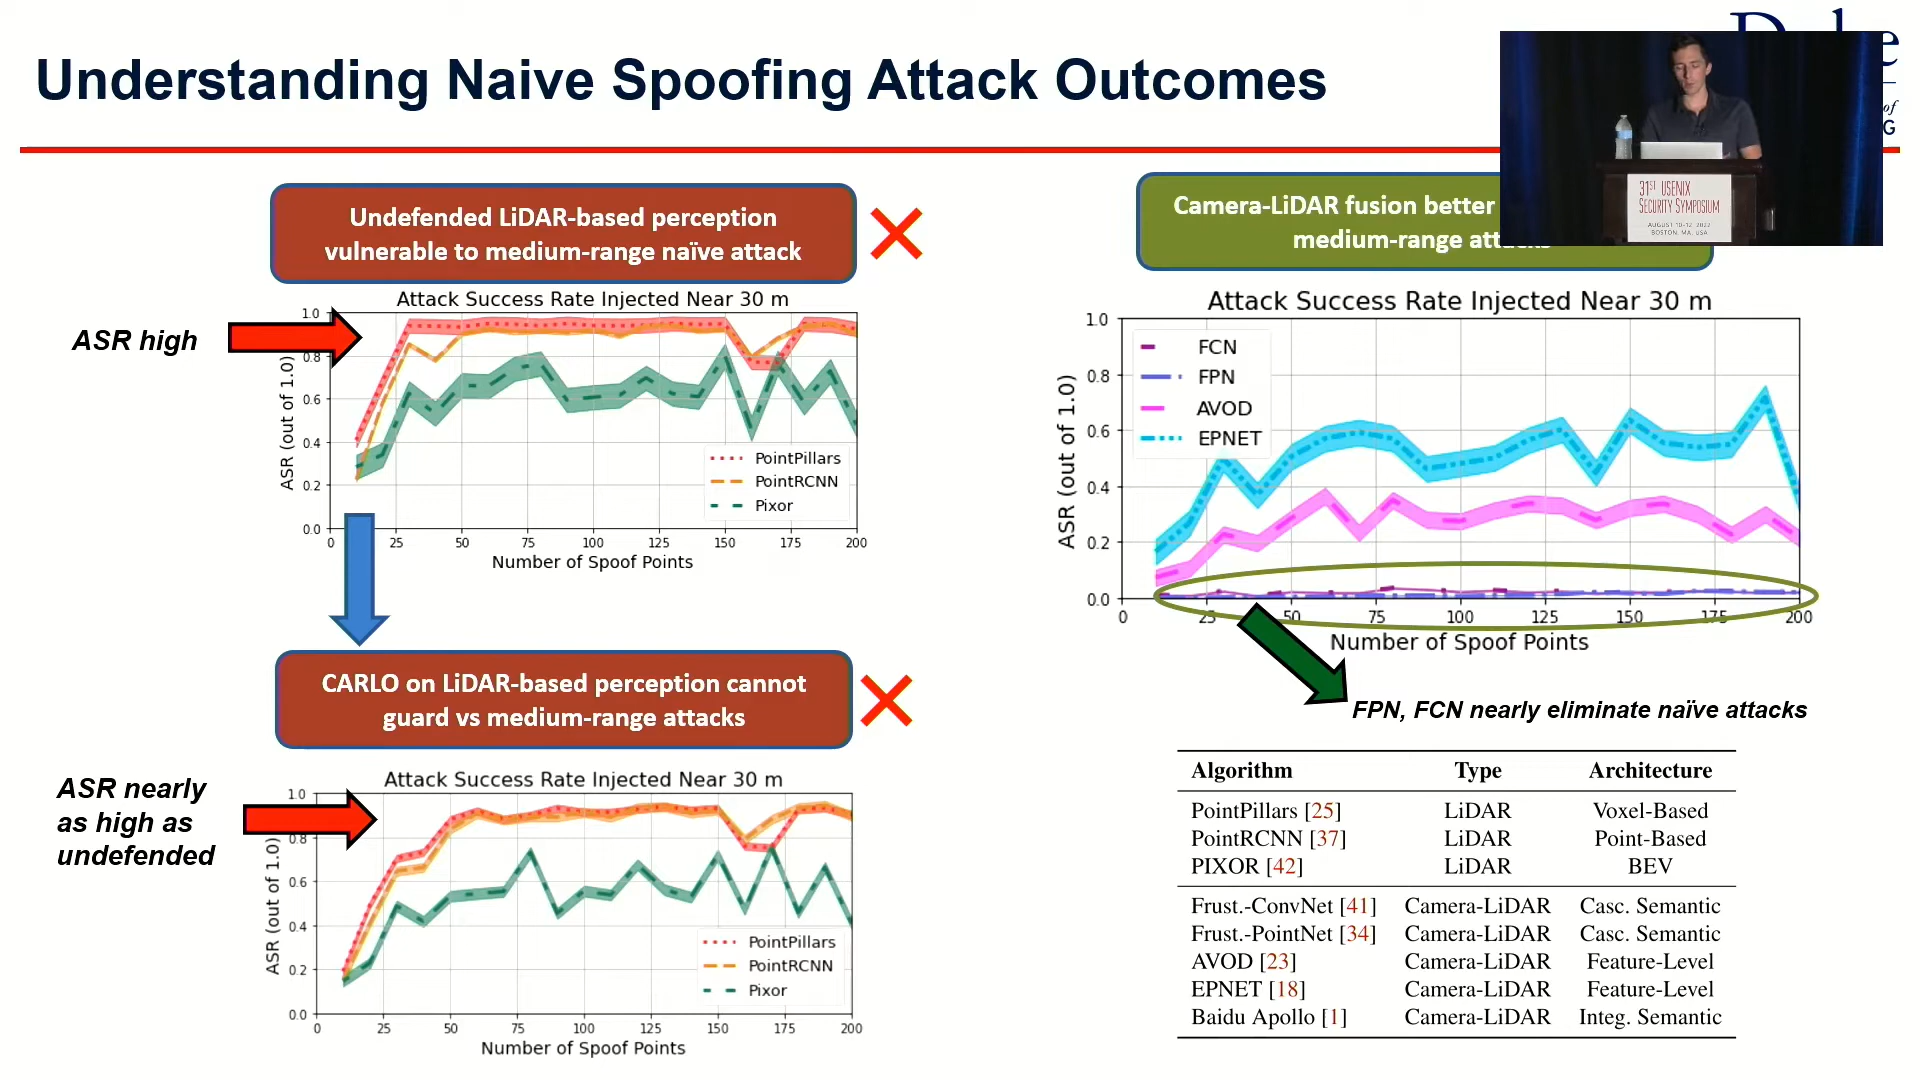 Understanding Naive Spoofing Attack Outcomes
31ST USENIX
SECURITY SYMPOSIUM
AUGUST 10-12, 2022
BOSTON, MA, USA
of
G
Undefended LiDAR-based perception
vulnerable to medium-range naïve attack
ASR high
Attack Success Rate Injected Near 30 m
ASR (out of 1.0)
1.0
0.8
0.6
0.4
0.2
0.0
PointPillars
PointRCNN
Pixor
0 25 50 75 100 125 150 175 200
Number of Spoof Points
CARLO on LiDAR-based perception cannot
guard vs medium-range attacks
ASR nearly
as high as
undefended
Attack Success Rate Injected Near 30 m
ASR (out of 1.0)
1.0
0.8
0.6
0.4
0.2
0.0
PointPillars
PointRCNN
Pixor
0 25 50 75 100 125 150 175 200
Number of Spoof Points
Camera-LiDAR fusion better
medium-range attacks
Attack Success Rate Injected Near 30 m
ASR (out of 1.0)
1.0
0.8
0.6
0.4
0.2
0.0
FCN
FPN
AVOD
EPNET
0 25 50 75 100 125 150 175 200
Number of Spoof Points
FPN, FCN nearly eliminate naïve attacks
Algorithm Type Architecture
PointPillars [25] LiDAR Voxel-Based
PointRCNN [37] LiDAR Point-Based
PIXOR [42] LiDAR BEV
Frust.-ConvNet [41] Camera-LiDAR Casc. Semantic
Frust.-PointNet [34] Camera-LiDAR Casc. Semantic
AVOD [23] Camera-LiDAR Feature-Level
EPNET [18] Camera-LiDAR Feature-Level
Baidu Apollo [1] Camera-LiDAR Integ. Semantic